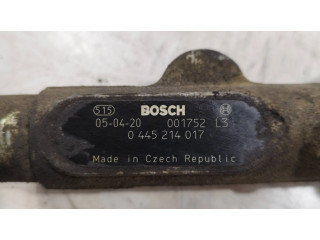 515 BOSCH
05-04-20 001752 L3
0 445 214 017
Made in Czech Republic